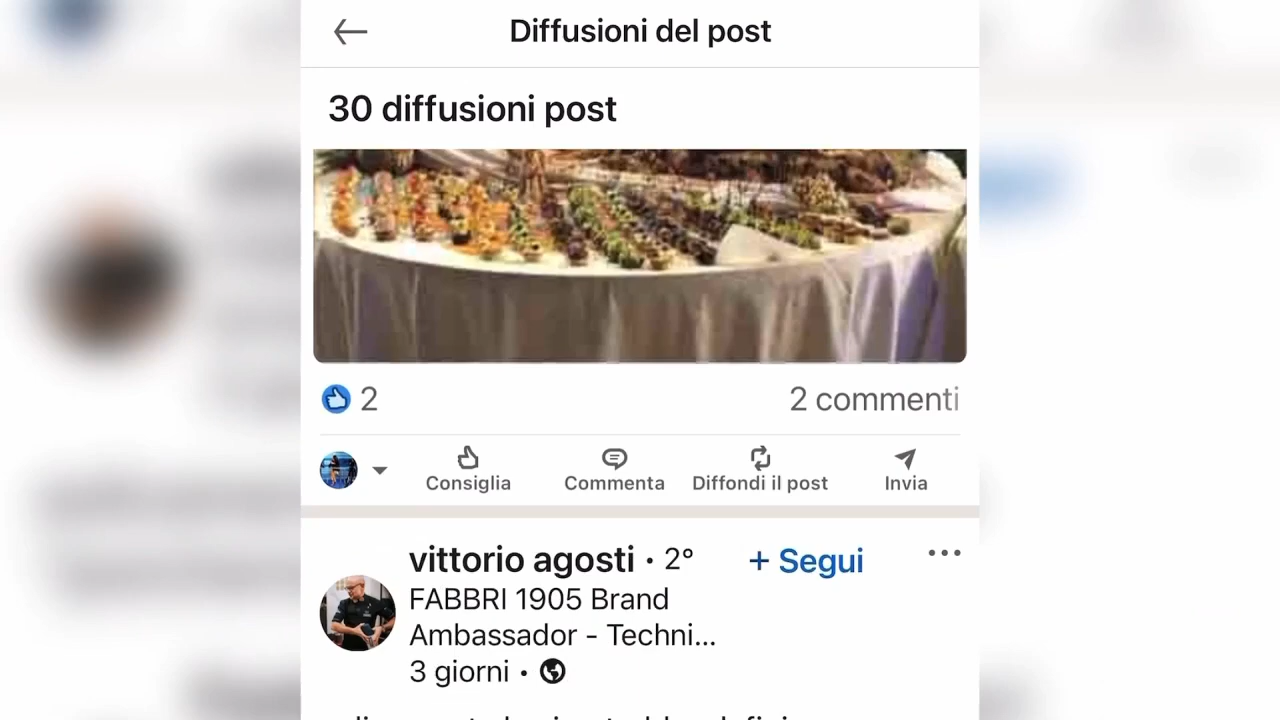 Diffusioni del post
30 diffusioni post
2
2 commenti
Consiglia
Commenta
Diffondi il post
Invia
vittorio agosti • 2°
+ Segui
FABBRI 1905 Brand
Ambassador - Techni...
3 giorni •